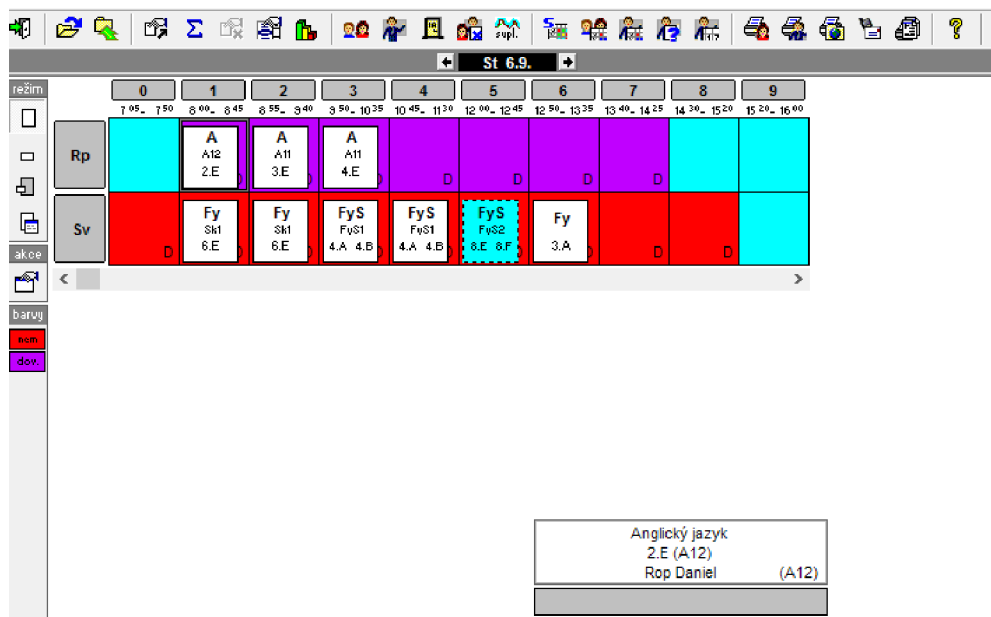 supl.
St 6.9.
režim
0 1 2 3 4 5 6 7 8 9
7 05 - 7 50 8 00 - 8 45 8 55 - 9 40 9 50 - 10 35 10 45 - 11 30 12 00 - 12 45 12 50 - 13 35 13 40 - 14 25 14 30 - 15 20 15 20 - 16 00
Rp
A A A
A12 A11 A11
2.E 3.E 4.E
D D D D
Sv
Fy Fy FyS FyS FyS Fy
Sk1 Sk1 FyS1 FyS1 FyS2
6.E 6.E 4.A 4.B 4.A 4.B 8.E 8.F 3.A
D D D
akce
barvy
nem
dov.
Anglický jazyk
2.E (A12)
Rop Daniel (A12)